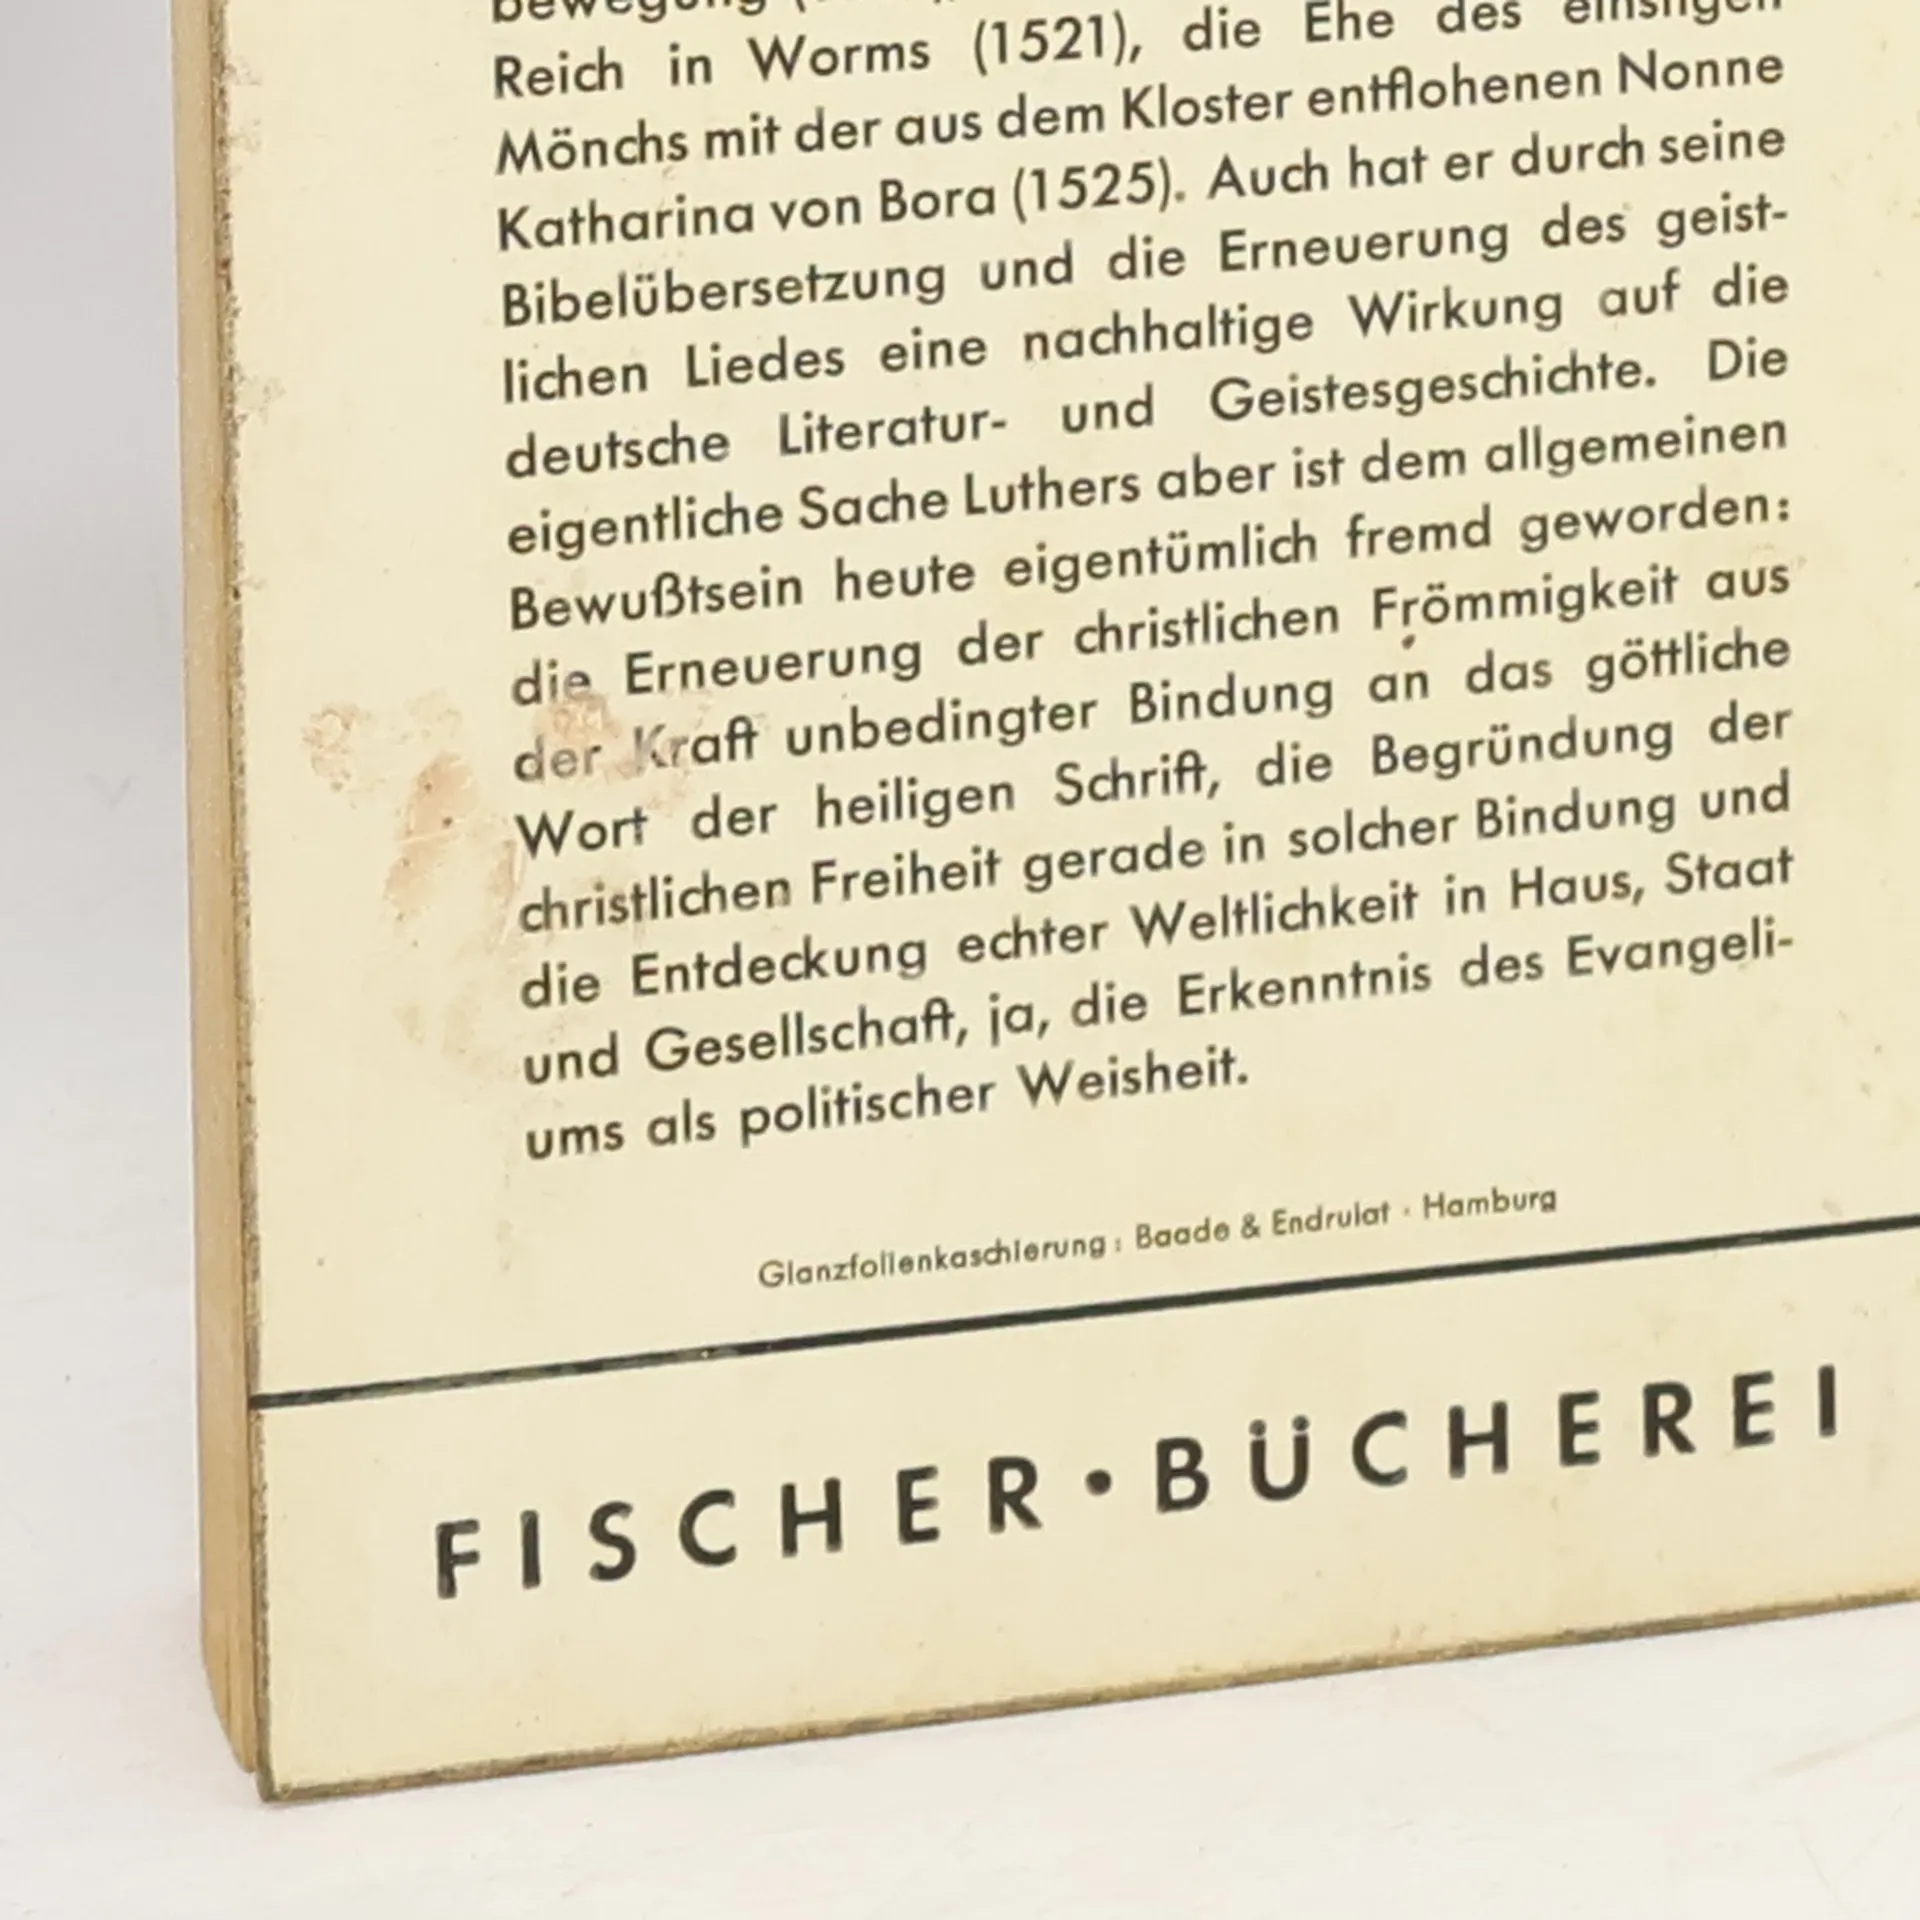 Reich in Worms (1521), die Ehe des einstigen
Mönchs mit der aus dem Kloster entflohenen Nonne
Katharina von Bora (1525). Auch hat er durch seine
Bibelübersetzung und die Erneuerung des geist-
lichen Liedes eine nachhaltige Wirkung auf die
deutsche Literatur- und Geistesgeschichte. Die
eigentliche Sache Luthers aber ist dem allgemeinen
Bewußtsein heute eigentümlich fremd geworden:
die Erneuerung der christlichen Frömmigkeit aus
der Kraft unbedingter Bindung an das göttliche
Wort der heiligen Schrift, die Begründung der
christlichen Freiheit gerade in solcher Bindung und
die Entdeckung echter Weltlichkeit in Haus, Staat
und Gesellschaft, ja, die Erkenntnis des Evangeli-
ums als politischer Weisheit.
Glanzfolienkaschierung: Baade & Endrulat · Hamburg
FISCHER • BÜCHEREI